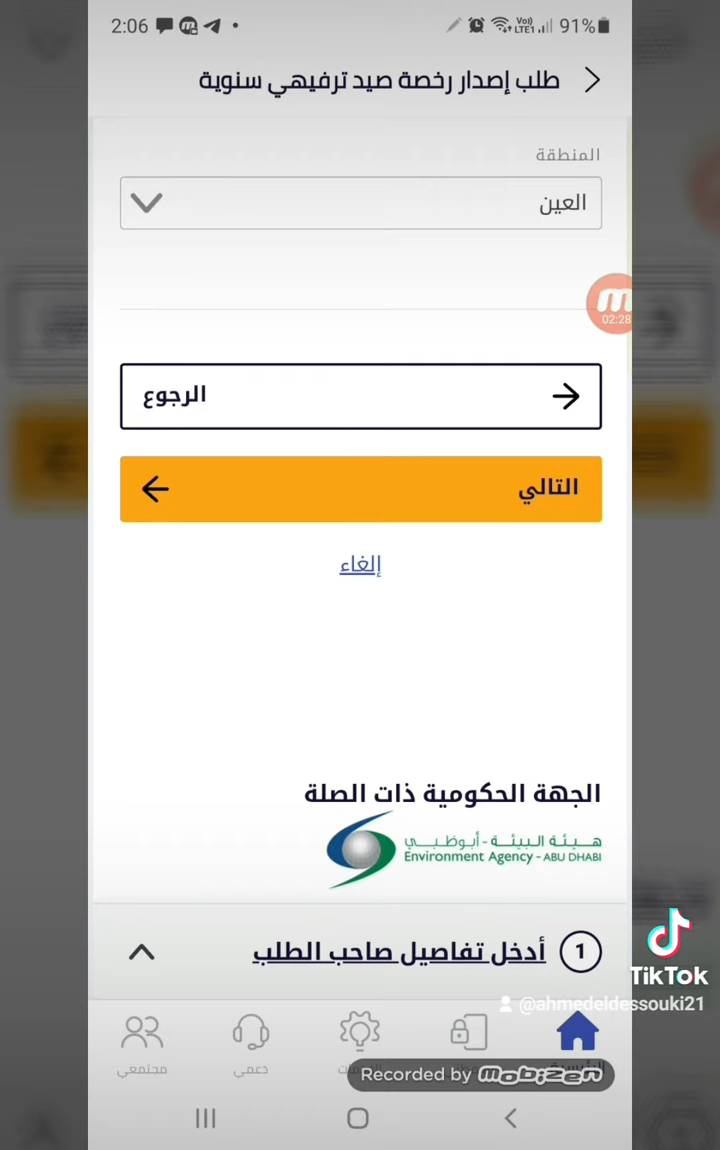 2:06
Vo)) LTE1 91%
طلب إصدار رخصة صيد ترفيهي سنوية
المنطقة
العين
02:28
الرجوع
التالي
إلغاء
الجهة الحكومية ذات الصلة
هيئة البيئة - أبوظبي
Environment Agency - ABU DHABI
أدخل تفاصيل صاحب الطلب 1
TikTok
@ahmedeldessouki21
مجتمعي
دعمي
Recorded by mobizen